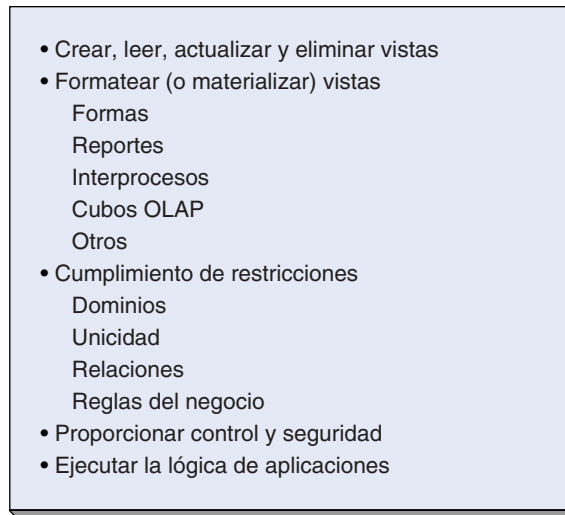 • Crear, leer, actualizar y eliminar vistas
• Formatear (o materializar) vistas
Formas
Reportes
Interprocesos
Cubos OLAP
Otros
• Cumplimiento de restricciones
Dominios
Unicidad
Relaciones
Reglas del negocio
• Proporcionar control y seguridad
• Ejecutar la lógica de aplicaciones